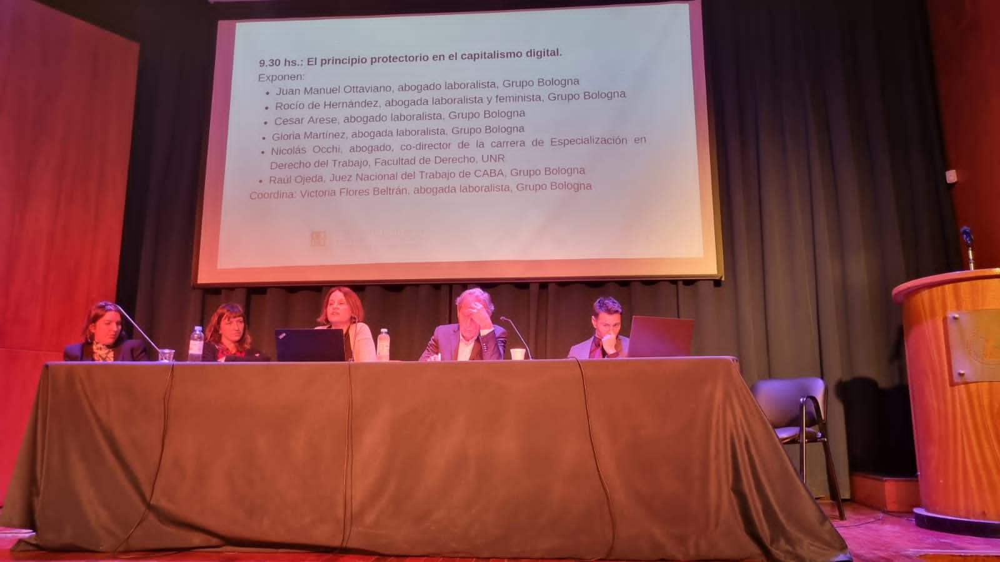 9.30 hs.: El principio protectorio en el capitalismo digital.
Exponen:
• Juan Manuel Ottaviano, abogado laboralista, Grupo Bologna
• Rocío de Hernández, abogada laboralista y feminista, Grupo Bologna
• Cesar Arese, abogado laboralista, Grupo Bologna
• Gloria Martínez, abogada laboralista, Grupo Bologna
• Nicolás Occhi, abogado, co-director de la carrera de Especialización en
Derecho del Trabajo, Facultad de Derecho, UNR
• Raúl Ojeda, Juez Nacional del Trabajo de CABA, Grupo Bologna
Coordina: Victoria Flores Beltrán. abogada laboralista, Grupo Bologna